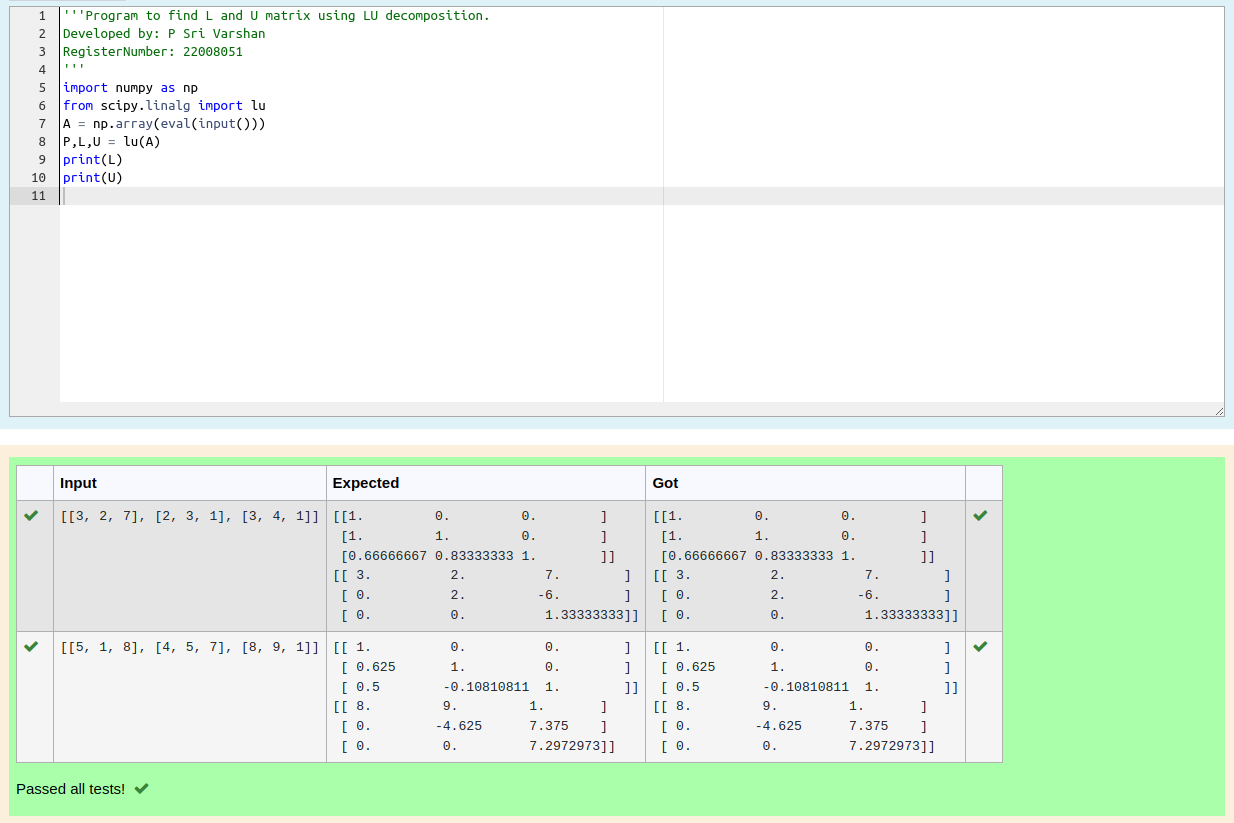 1 '''Program to find L and U matrix using LU decomposition.
2 Developed by: P Sri Varshan
3 RegisterNumber: 22008051
4 '''
5 import numpy as np
6 from scipy.linalg import lu
7 A = np.array(eval(input()))
8 P,L,U = lu(A)
9 print(L)
10 print(U)
11
Input Expected Got
[[3, 2, 7], [2, 3, 1], [3, 4, 1]] [[1. 0. 0. ] [[1. 0. 0. ]
[1. 1. 0. ] [1. 1. 0. ]
[0.66666667 0.83333333 1. ]] [0.66666667 0.83333333 1. ]]
[[ 3. 2. 7. ] [[ 3. 2. 7. ]
[ 0. 2. -6. ] [ 0. 2. -6. ]
[ 0. 0. 1.33333333]] [ 0. 0. 1.33333333]]
[[5, 1, 8], [4, 5, 7], [8, 9, 1]] [[ 1. 0. 0. ] [[ 1. 0. 0. ]
[ 0.625 1. 0. ] [ 0.625 1. 0. ]
[ 0.5 -0.10810811 1. ]] [ 0.5 -0.10810811 1. ]]
[[ 8. 9. 1. ] [[ 8. 9. 1. ]
[ 0. -4.625 7.375 ] [ 0. -4.625 7.375 ]
[ 0. 0. 7.2972973]] [ 0. 0. 7.2972973]]
Passed all tests!